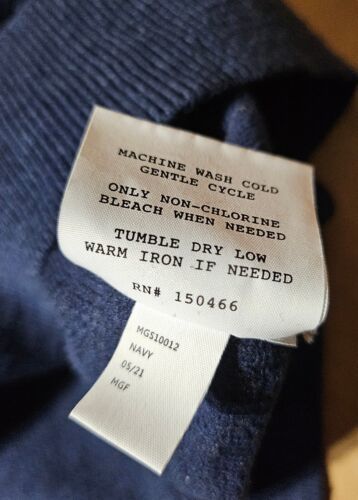 MACHINE WASH COLD
GENTLE CYCLE
ONLY NON-CHLORINE
BLEACH WHEN NEEDED
TUMBLE DRY LOW
WARM IRON IF NEEDED
RN# 150466
MGS10012
NAVY
05/21
MGF